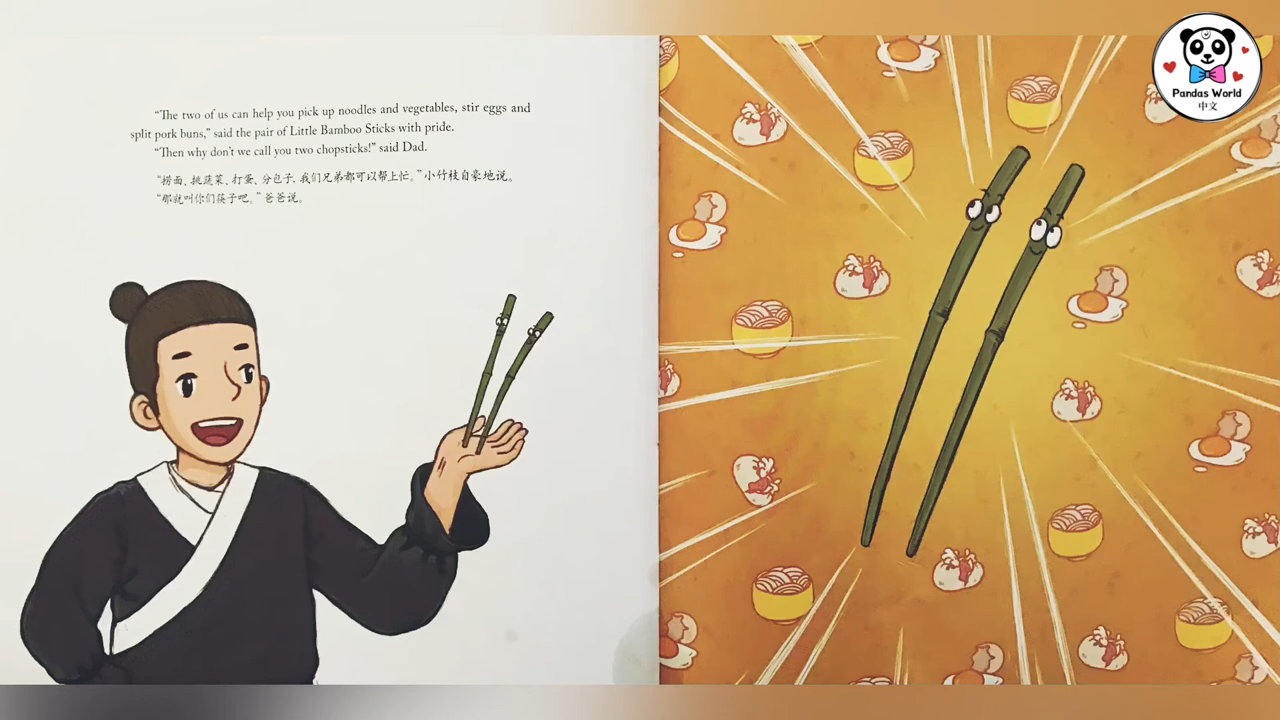 “The two of us can help you pick up noodles and vegetables, stir eggs and
split pork buns,” said the pair of Little Bamboo Sticks with pride.
“Then why don’t we call you two chopsticks!” said Dad.
“捞面、挑蔬菜、打蛋、分包子，我们兄弟都可以帮上忙。”小竹枝自豪地说。
“那就叫你们筷子吧。”爸爸说。
Pandas World
中文